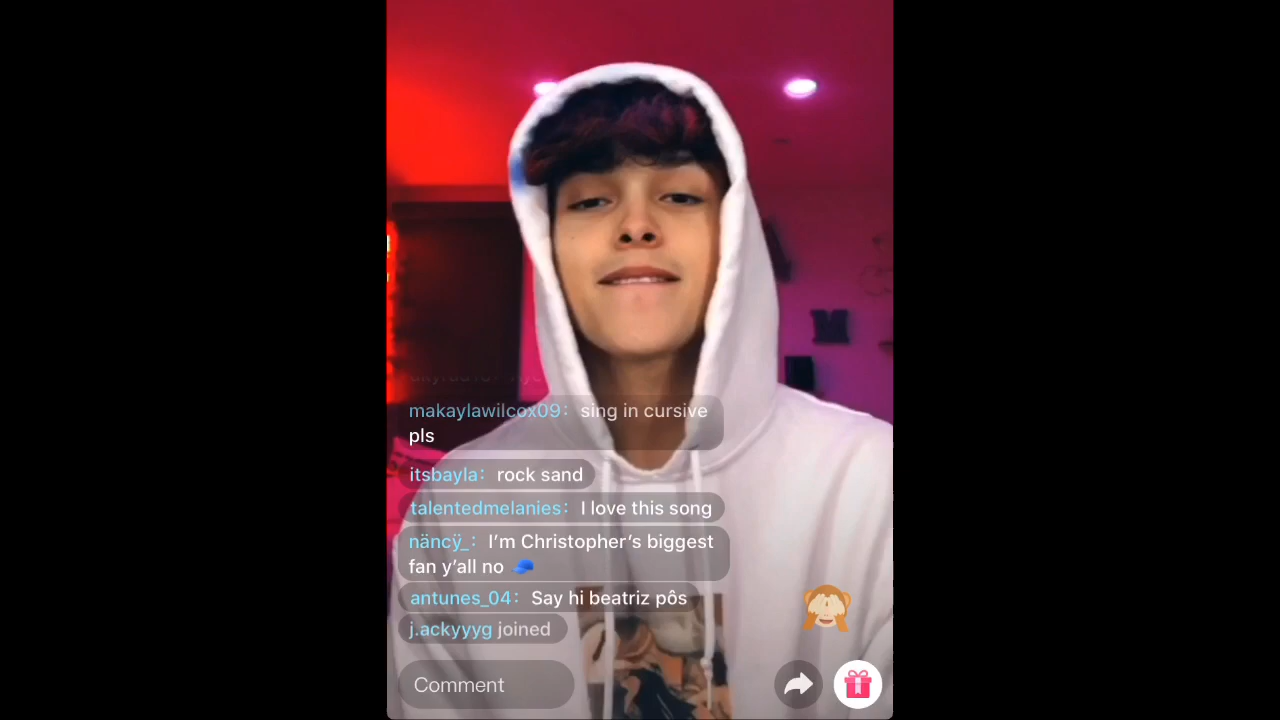 makaylawilcox09: sing in cursive
pls
itsbayla: rock sand
talentedmelanies: I love this song
näncÿ_: I’m Christopher’s biggest
fan y’all no 🧢
antunes_04: Say hi beatriz pôs
j.ackyyyg joined
Comment
M